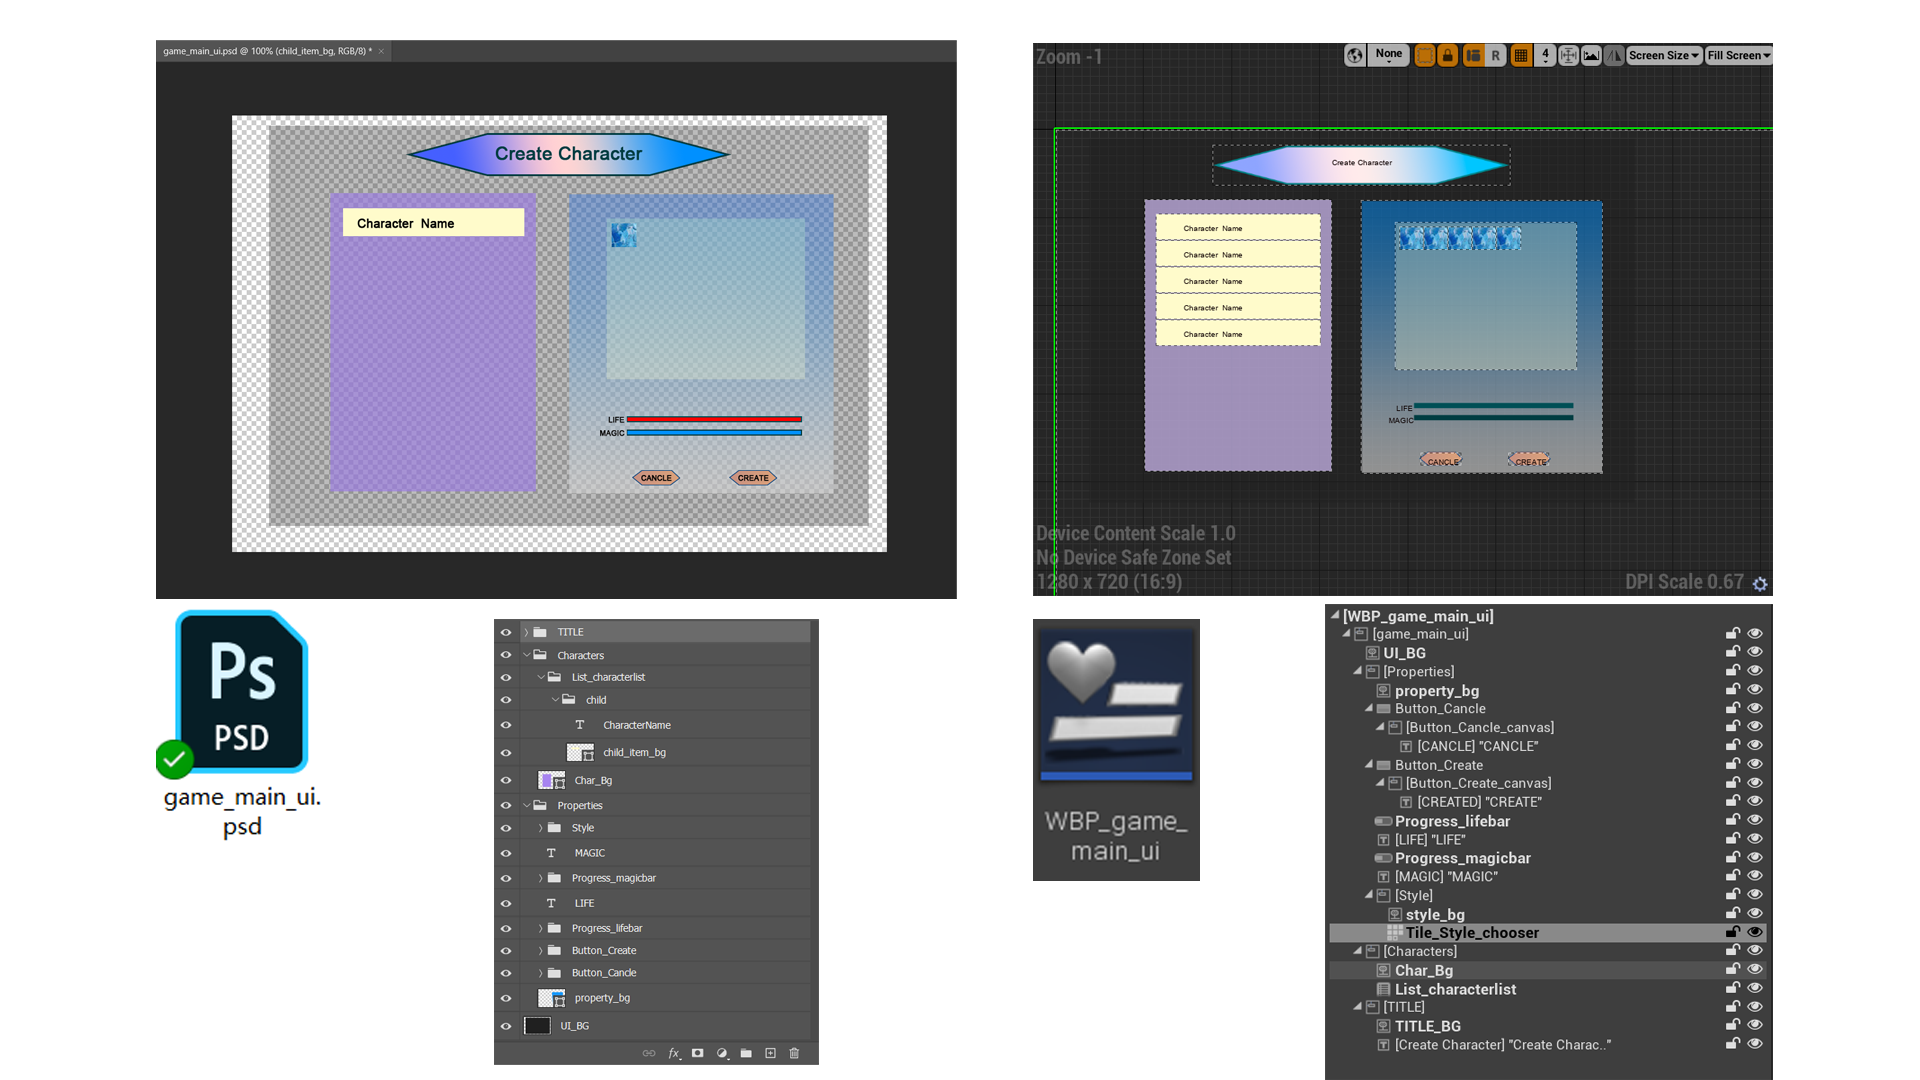 game_main_ui.psd @ 100% (child_item_bg, RGB/8) * ×
Create Character
Character Name
LIFE
MAGIC
CANCLE
CREATE
Zoom -1
None
R
4
Screen Size
Fill Screen
Create Character
Character Name
Character Name
Character Name
Character Name
Character Name
LIFE
MAGIC
CANCLE
CREATE
Device Content Scale 1.0
No Device Safe Zone Set
1280 x 720 (16:9)
DPI Scale 0.67
Ps
PSD
game_main_ui.
psd
TITLE
Characters
List_characterlist
child
T CharacterName
child_item_bg
Char_Bg
Properties
Style
T MAGIC
Progress_magicbar
T LIFE
Progress_lifebar
Button_Create
Button_Cancle
property_bg
UI_BG
fx
WBP_game_
main_ui
[WBP_game_main_ui]
[game_main_ui]
UI_BG
[Properties]
property_bg
Button_Cancle
[Button_Cancle_canvas]
T [CANCLE] "CANCLE"
Button_Create
[Button_Create_canvas]
T [CREATED] "CREATE"
Progress_lifebar
T [LIFE] "LIFE"
Progress_magicbar
T [MAGIC] "MAGIC"
[Style]
style_bg
Tile_Style_chooser
[Characters]
Char_Bg
List_characterlist
[TITLE]
TITLE_BG
T [Create Character] "Create Charac.."